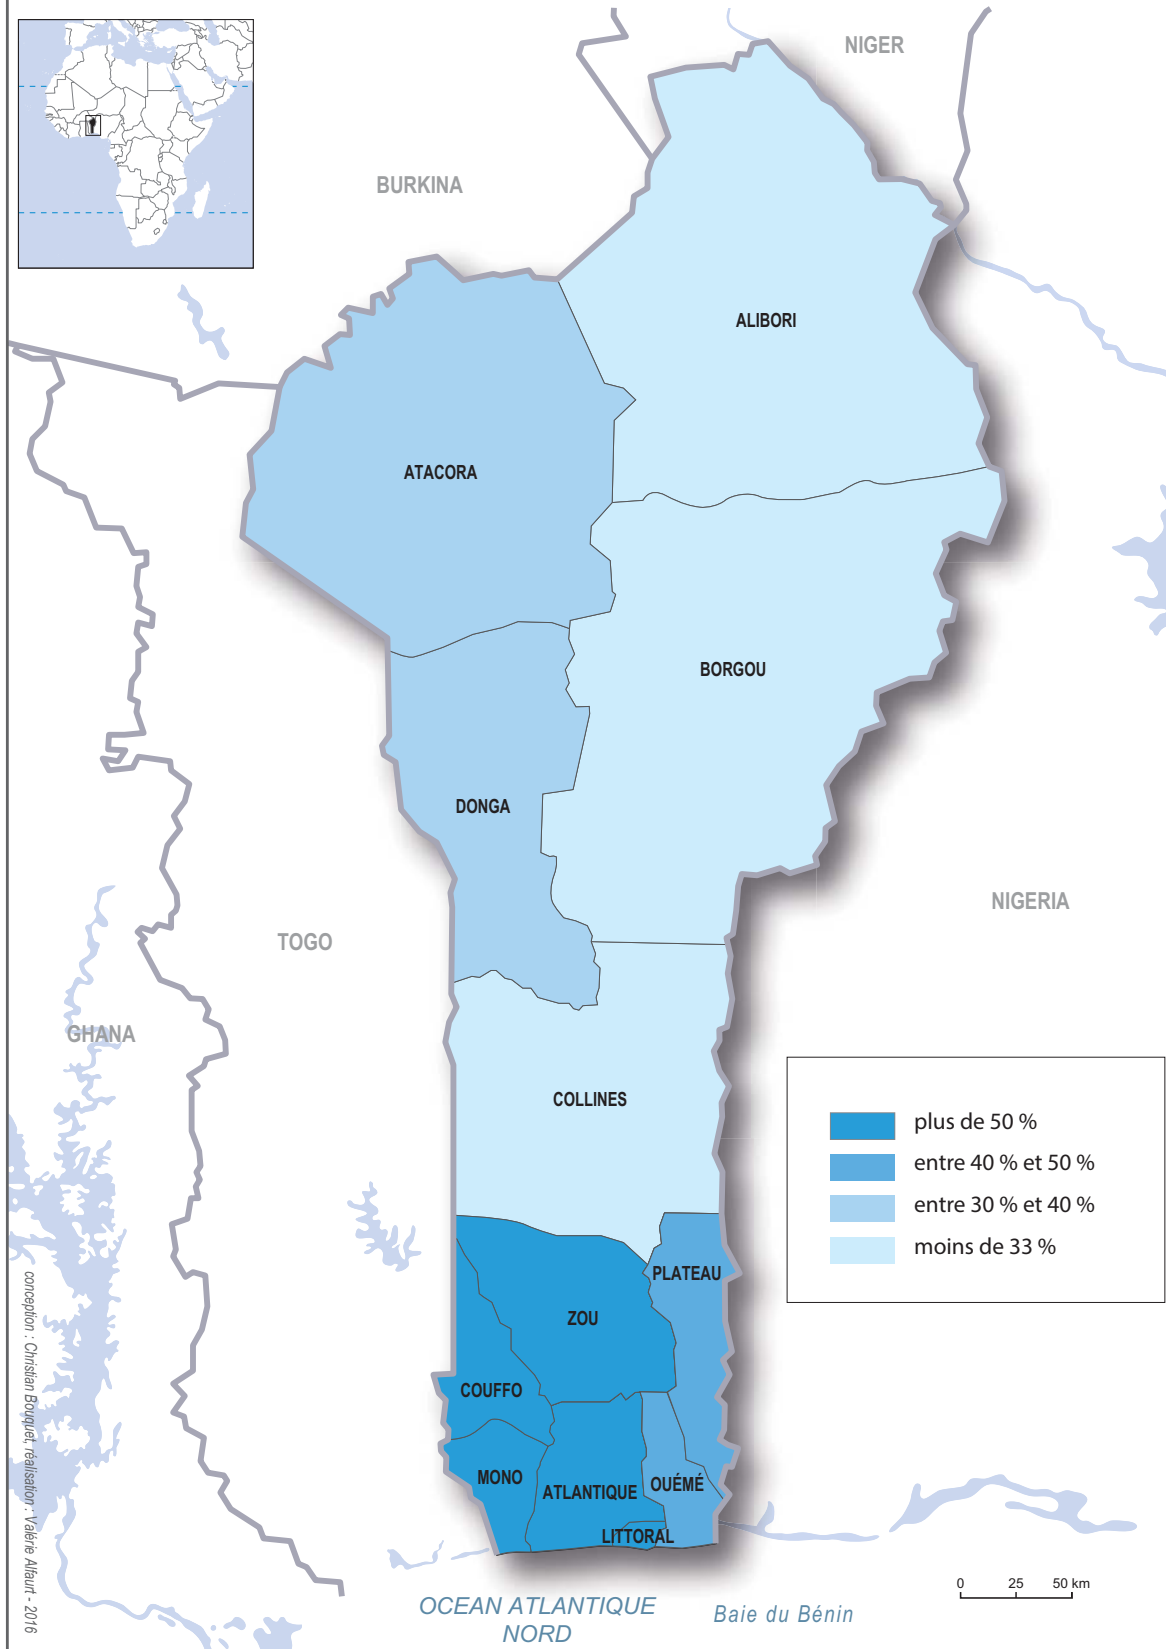 NIGER
BURKINA
ALIBORI
ATACORA
BORGOU
DONGA
NIGERIA
TOGO
GHANA
COLLINES
plus de 50 %
entre 40 % et 50 %
entre 30 % et 40 %
moins de 33 %
PLATEAU
ZOU
COUFFO
MONO
OUÉMÉ
ATLANTIQUE
LITTORAL
0 25 50 km
OCEAN ATLANTIQUE
NORD
Baie du Bénin
conception : Christian Bouquet, réalisation : Valérie Alfaurt - 2016